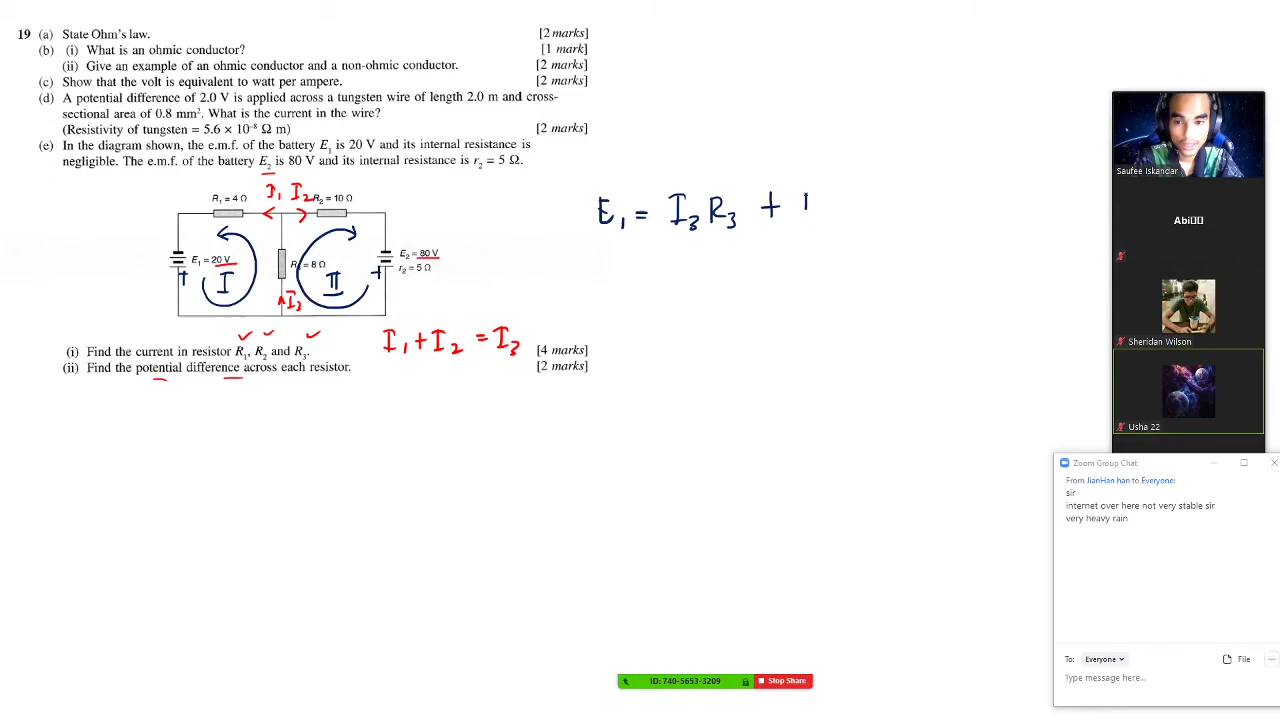 19 (a) State Ohm's law. [2 marks]
(b) (i) What is an ohmic conductor? [1 mark]
(ii) Give an example of an ohmic conductor and a non-ohmic conductor. [2 marks]
(c) Show that the volt is equivalent to watt per ampere. [2 marks]
(d) A potential difference of 2.0 V is applied across a tungsten wire of length 2.0 m and cross-
sectional area of 0.8 mm². What is the current in the wire?
(Resistivity of tungsten = 5.6 × 10⁻⁸ Ω m) [2 marks]
(e) In the diagram shown, the e.m.f. of the battery E₁ is 20 V and its internal resistance is
negligible. The e.m.f. of the battery E₂ is 80 V and its internal resistance is r₂ = 5 Ω.
I₁ I₂
R₁ = 4 Ω R₂ = 10 Ω
E₁ = 20 V
R = 8 Ω
E₂ = 80 V
r₂ = 5 Ω
+ I II +
I₃
I₁ + I₂ = I₃
(i) Find the current in resistor R₁, R₂ and R₃. [4 marks]
(ii) Find the potential difference across each resistor. [2 marks]
E₁ = I₃ R₃ + I
Saufee Iskandar
Abi
Sheridan Wilson
Usha 22
Zoom Group Chat
From JianHan han to Everyone:
sir
internet over here not very stable sir
very heavy rain
To: Everyone File ...
Type message here...
ID: 740-5653-3209 Stop Share